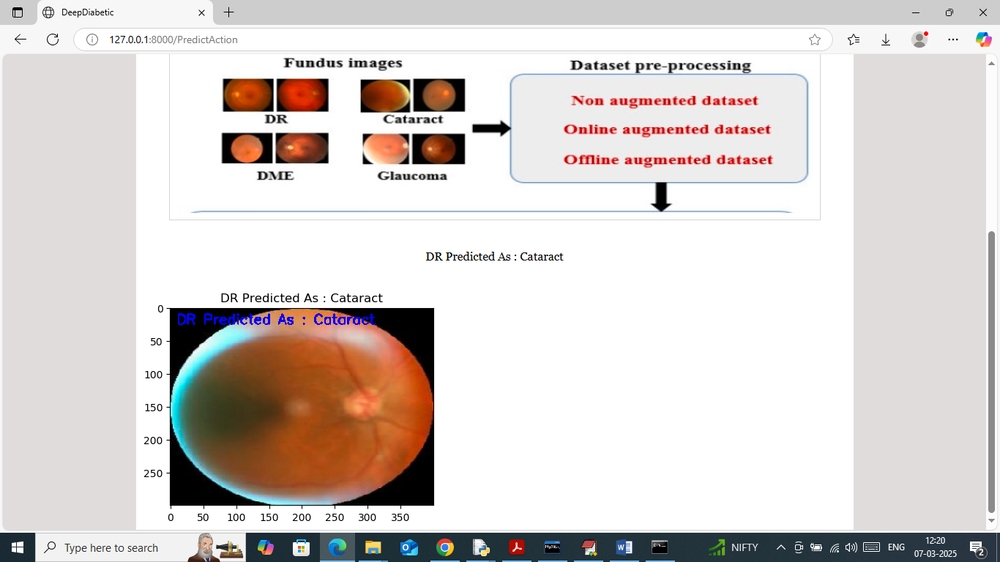 DeepDiabetic
127.0.0.1:8000/PredictAction
Fundus images
Dataset pre-processing
DR
Cataract
DME
Glaucoma
Non augmented dataset
Online augmented dataset
Offline augmented dataset
DR Predicted As : Cataract
DR Predicted As : Cataract
DR Predicted As : Cataract
0
50
100
150
200
250
0 50 100 150 200 250 300 350
Type here to search
NIFTY
ENG
12:20
07-03-2025
2